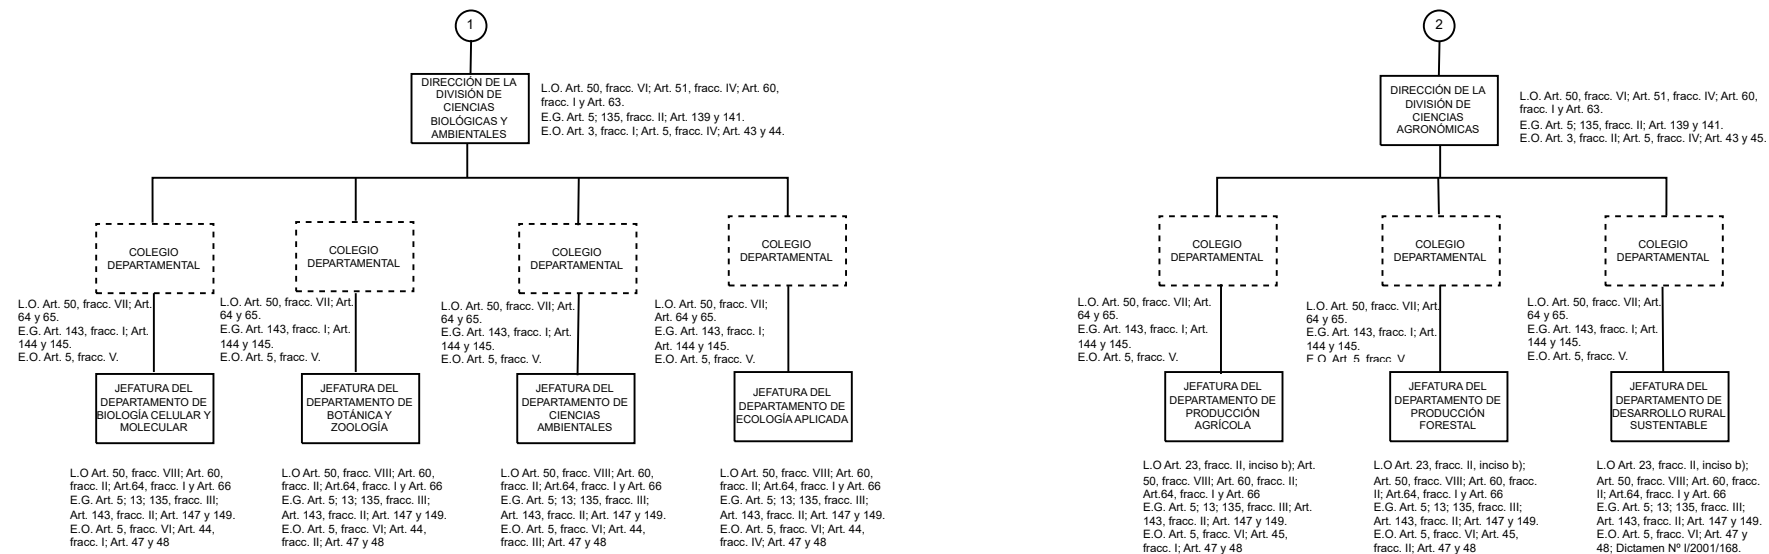 1
DIRECCIÓN DE LA
DIVISIÓN DE
CIENCIAS
BIOLÓGICAS Y
AMBIENTALES
L.O. Art. 50, fracc. VI; Art. 51, fracc. IV; Art. 60,
fracc. I y Art. 63.
E.G. Art. 5; 135, fracc. II; Art. 139 y 141.
E.O. Art. 3, fracc. I; Art. 5, fracc. IV; Art. 43 y 44.
COLEGIO
DEPARTAMENTAL
L.O. Art. 50, fracc. VII; Art.
64 y 65.
E.G. Art. 143, fracc. I; Art.
144 y 145.
E.O. Art. 5, fracc. V.
JEFATURA DEL
DEPARTAMENTO DE
BIOLOGÍA CELULAR Y
MOLECULAR
L.O Art. 50, fracc. VIII; Art. 60,
fracc. II; Art.64, fracc. I y Art. 66
E.G. Art. 5; 13; 135, fracc. III;
Art. 143, fracc. II; Art. 147 y 149.
E.O. Art. 5, fracc. VI; Art. 44,
fracc. I; Art. 47 y 48
COLEGIO
DEPARTAMENTAL
L.O. Art. 50, fracc. VII; Art.
64 y 65.
E.G. Art. 143, fracc. I; Art.
144 y 145.
E.O. Art. 5, fracc. V.
JEFATURA DEL
DEPARTAMENTO DE
BOTÁNICA Y
ZOOLOGÍA
L.O Art. 50, fracc. VIII; Art. 60,
fracc. II; Art.64, fracc. I y Art. 66
E.G. Art. 5; 13; 135, fracc. III;
Art. 143, fracc. II; Art. 147 y 149.
E.O. Art. 5, fracc. VI; Art. 44,
fracc. II; Art. 47 y 48
COLEGIO
DEPARTAMENTAL
L.O. Art. 50, fracc. VII; Art.
64 y 65.
E.G. Art. 143, fracc. I; Art.
144 y 145.
E.O. Art. 5, fracc. V.
JEFATURA DEL
DEPARTAMENTO DE
CIENCIAS
AMBIENTALES
L.O Art. 50, fracc. VIII; Art. 60,
fracc. II; Art.64, fracc. I y Art. 66
E.G. Art. 5; 13; 135, fracc. III;
Art. 143, fracc. II; Art. 147 y 149.
E.O. Art. 5, fracc. VI; Art. 44,
fracc. III; Art. 47 y 48
COLEGIO
DEPARTAMENTAL
L.O. Art. 50, fracc. VII;
Art. 64 y 65.
E.G. Art. 143, fracc. I;
Art. 144 y 145.
E.O. Art. 5, fracc. V.
JEFATURA DEL
DEPARTAMENTO DE
ECOLOGÍA APLICADA
L.O Art. 50, fracc. VIII; Art. 60,
fracc. II; Art.64, fracc. I y Art. 66
E.G. Art. 5; 13; 135, fracc. III;
Art. 143, fracc. II; Art. 147 y 149.
E.O. Art. 5, fracc. VI; Art. 44,
fracc. IV; Art. 47 y 48
2
DIRECCIÓN DE LA
DIVISIÓN DE
CIENCIAS
AGRONÓMICAS
L.O. Art. 50, fracc. VI; Art. 51, fracc. IV; Art. 60,
fracc. I y Art. 63.
E.G. Art. 5; 135, fracc. II; Art. 139 y 141.
E.O. Art. 3, fracc. II; Art. 5, fracc. IV; Art. 43 y 45.
COLEGIO
DEPARTAMENTAL
L.O. Art. 50, fracc. VII; Art.
64 y 65.
E.G. Art. 143, fracc. I; Art.
144 y 145.
E.O. Art. 5, fracc. V.
JEFATURA DEL
DEPARTAMENTO DE
PRODUCCIÓN
AGRÍCOLA
L.O Art. 23, fracc. II, inciso b); Art.
50, fracc. VIII; Art. 60, fracc. II;
Art.64, fracc. I y Art. 66
E.G. Art. 5; 13; 135, fracc. III; Art.
143, fracc. II; Art. 147 y 149.
E.O. Art. 5, fracc. VI; Art. 45,
fracc. I; Art. 47 y 48
COLEGIO
DEPARTAMENTAL
L.O. Art. 50, fracc. VII; Art.
64 y 65.
E.G. Art. 143, fracc. I; Art.
144 y 145.
E.O. Art. 5, fracc. V.
JEFATURA DEL
DEPARTAMENTO DE
PRODUCCIÓN
FORESTAL
L.O Art. 23, fracc. II, inciso b);
Art. 50, fracc. VIII; Art. 60, fracc.
II; Art.64, fracc. I y Art. 66
E.G. Art. 5; 13; 135, fracc. III;
Art. 143, fracc. II; Art. 147 y 149.
E.O. Art. 5, fracc. VI; Art. 45,
fracc. II; Art. 47 y 48
COLEGIO
DEPARTAMENTAL
L.O. Art. 50, fracc. VII; Art.
64 y 65.
E.G. Art. 143, fracc. I; Art.
144 y 145.
E.O. Art. 5, fracc. V.
JEFATURA DEL
DEPARTAMENTO DE
DESARROLLO RURAL
SUSTENTABLE
L.O Art. 23, fracc. II, inciso b);
Art. 50, fracc. VIII; Art. 60, fracc.
II; Art.64, fracc. I y Art. 66
E.G. Art. 5; 13; 135, fracc. III;
Art. 143, fracc. II; Art. 147 y 149.
E.O. Art. 5, fracc. VI; Art. 47 y
48; Dictamen Nº I/2001/168.